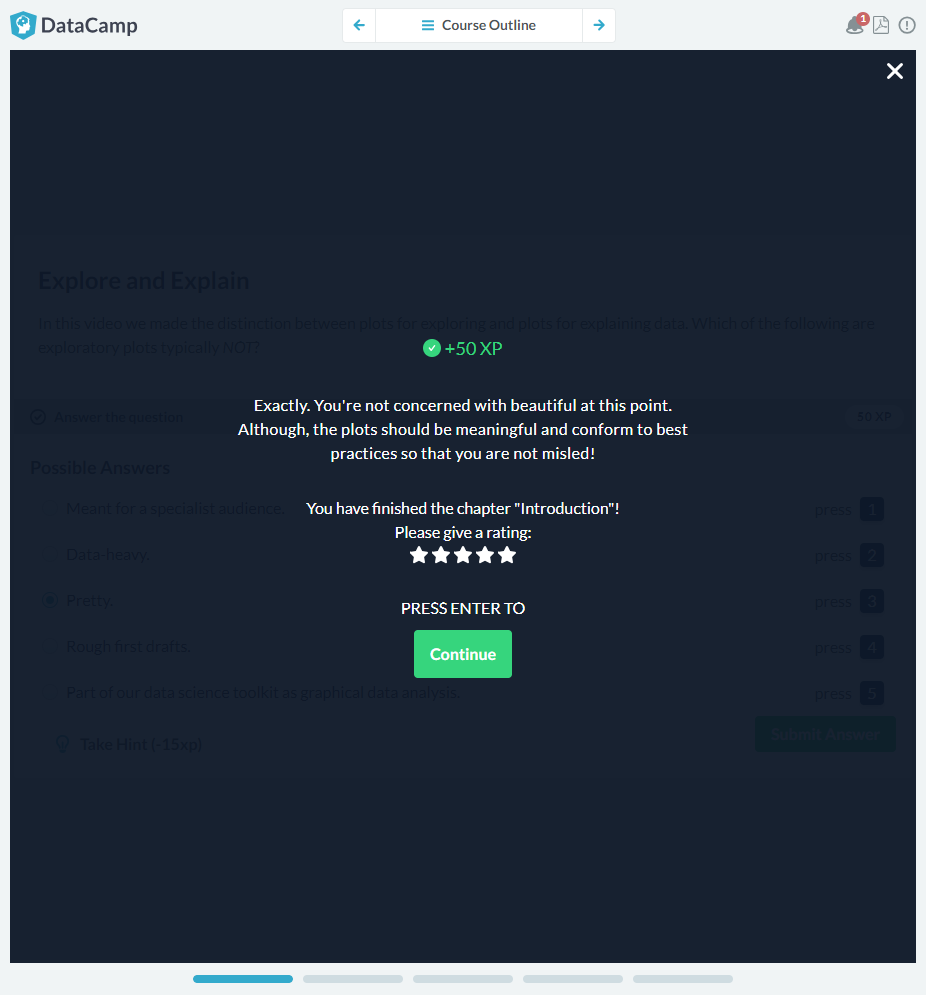 DataCamp
Course Outline
1
Explore and Explain
In this video we made the distinction between plots for exploring and plots for explaining data. Which of the following are
exploratory plots typically NOT?
+50 XP
Exactly. You're not concerned with beautiful at this point.
Although, the plots should be meaningful and conform to best
practices so that you are not misled!
Answer the question
50 XP
Possible Answers
You have finished the chapter "Introduction"!
Please give a rating:
Meant for a specialist audience.
press 1
Data-heavy.
press 2
Pretty.
press 3
Rough first drafts.
press 4
Part of our data science toolkit as graphical data analysis.
press 5
PRESS ENTER TO
Continue
Take Hint (-15xp)
Submit Answer